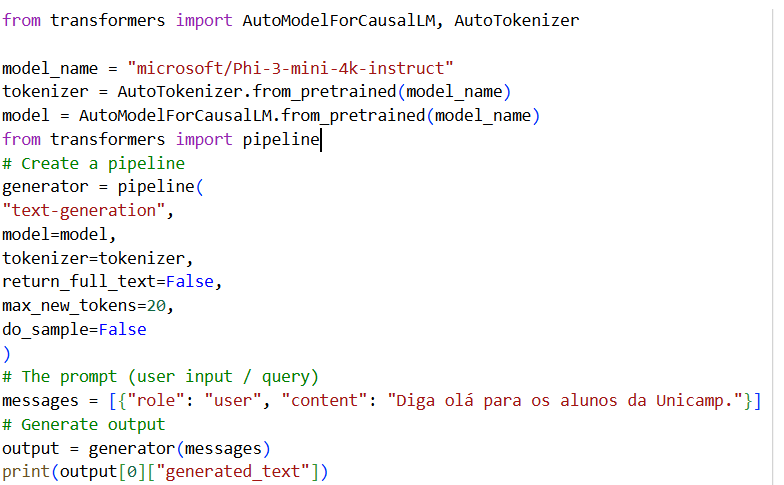 from transformers import AutoModelForCausalLM, AutoTokenizer
model_name = "microsoft/Phi-3-mini-4k-instruct"
tokenizer = AutoTokenizer.from_pretrained(model_name)
model = AutoModelForCausalLM.from_pretrained(model_name)
from transformers import pipeline
# Create a pipeline
generator = pipeline(
"text-generation",
model=model,
tokenizer=tokenizer,
return_full_text=False,
max_new_tokens=20,
do_sample=False
)
# The prompt (user input / query)
messages = [{"role": "user", "content": "Diga olá para os alunos da Unicamp."}]
# Generate output
output = generator(messages)
print(output[0]["generated_text"])